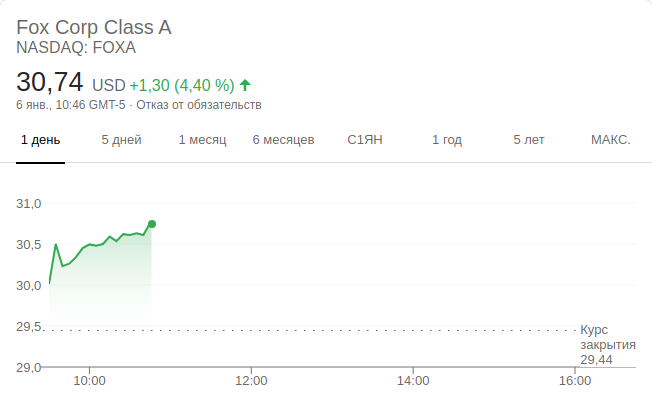 Fox Corp Class A
NASDAQ: FOXA
30,74 USD +1,30 (4,40 %)
6 янв., 10:46 GMT-5 · Отказ от обязательств
1 день 5 дней 1 месяц 6 месяцев С1ЯН 1 год 5 лет МАКС.
31,0
30,5
30,0
29,5
Курс
закрытия
29,44
29,0
10:00 12:00 14:00 16:00